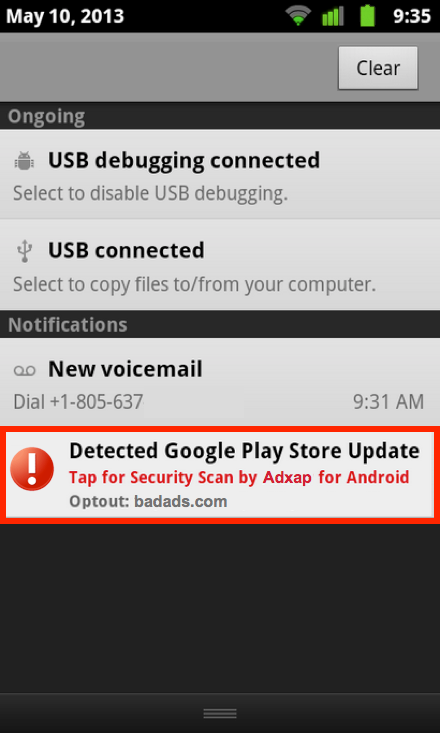 May 10, 2013 9:35
Clear
Ongoing
USB debugging connected
Select to disable USB debugging.
USB connected
Select to copy files to/from your computer.
Notifications
New voicemail
Dial +1-805-637 9:31 AM
Detected Google Play Store Update
Tap for Security Scan by Adxap for Android
Optout: badads.com